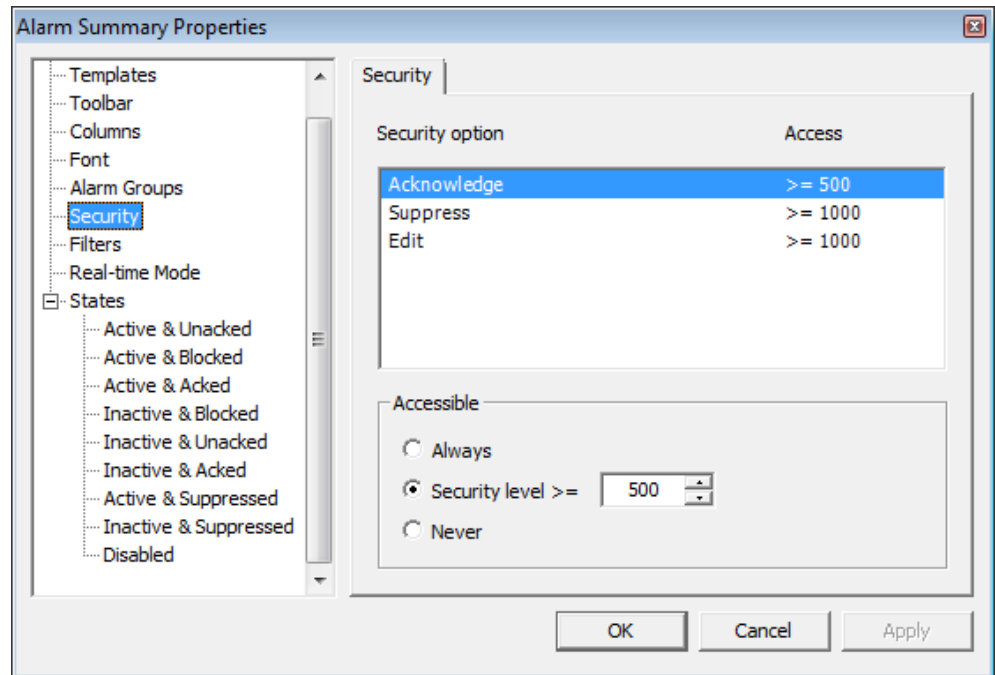 Alarm Summary Properties
Templates
Toolbar
Columns
Font
Alarm Groups
Security
Filters
Real-time Mode
States
Active & Unacked
Active & Blocked
Active & Acked
Inactive & Blocked
Inactive & Unacked
Inactive & Acked
Active & Suppressed
Inactive & Suppressed
Disabled
Security
Security option Access
Acknowledge >= 500
Suppress >= 1000
Edit >= 1000
Accessible
Always
Security level >= 500
Never
OK Cancel Apply